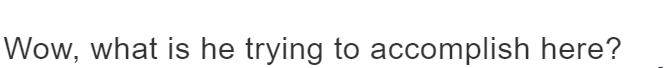 Wow, what is he trying to accomplish here?